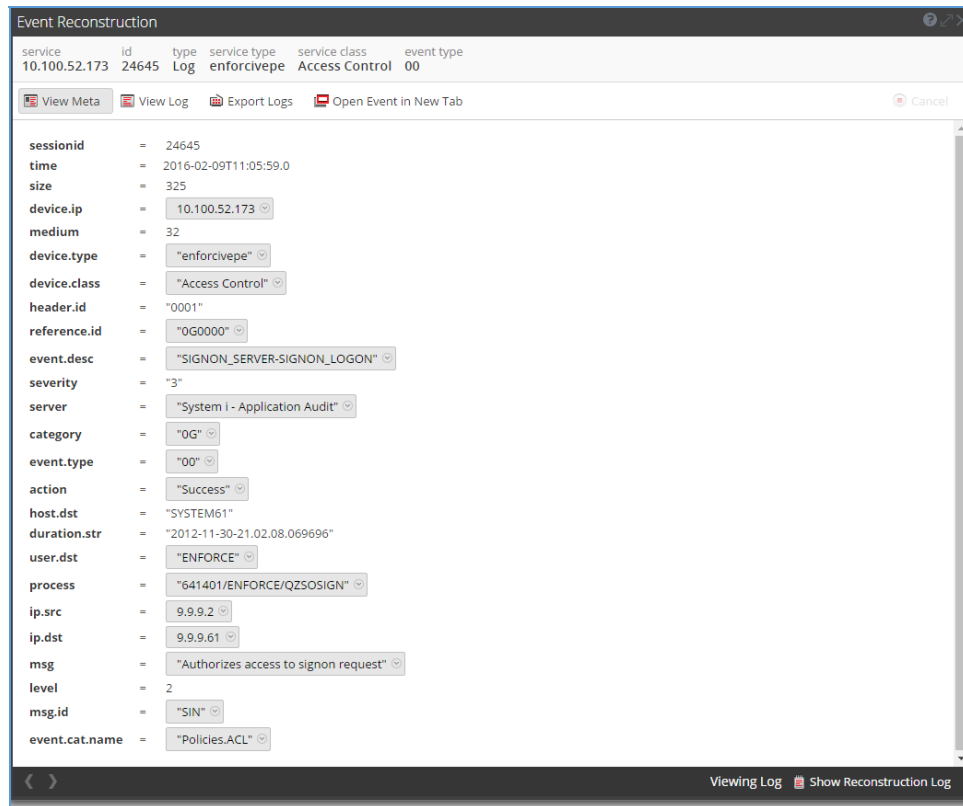 Event Reconstruction
service id type service type service class event type
10.100.52.173 24645 Log enforcivepe Access Control 00
View Meta View Log Export Logs Open Event in New Tab Cancel
sessionid = 24645
time = 2016-02-09T11:05:59.0
size = 325
device.ip = 10.100.52.173
medium = 32
device.type = "enforcivepe"
device.class = "Access Control"
header.id = "0001"
reference.id = "0G0000"
event.desc = "SIGNON_SERVER-SIGNON_LOGON"
severity = "3"
server = "System i - Application Audit"
category = "0G"
event.type = "00"
action = "Success"
host.dst = "SYSTEM61"
duration.str = "2012-11-30-21.02.08.069696"
user.dst = "ENFORCE"
process = "641401/ENFORCE/QZSOSIGN"
ip.src = 9.9.9.2
ip.dst = 9.9.9.61
msg = "Authorizes access to signon request"
level = 2
msg.id = "SIN"
event.cat.name = "Policies.ACL"
Viewing Log Show Reconstruction Log